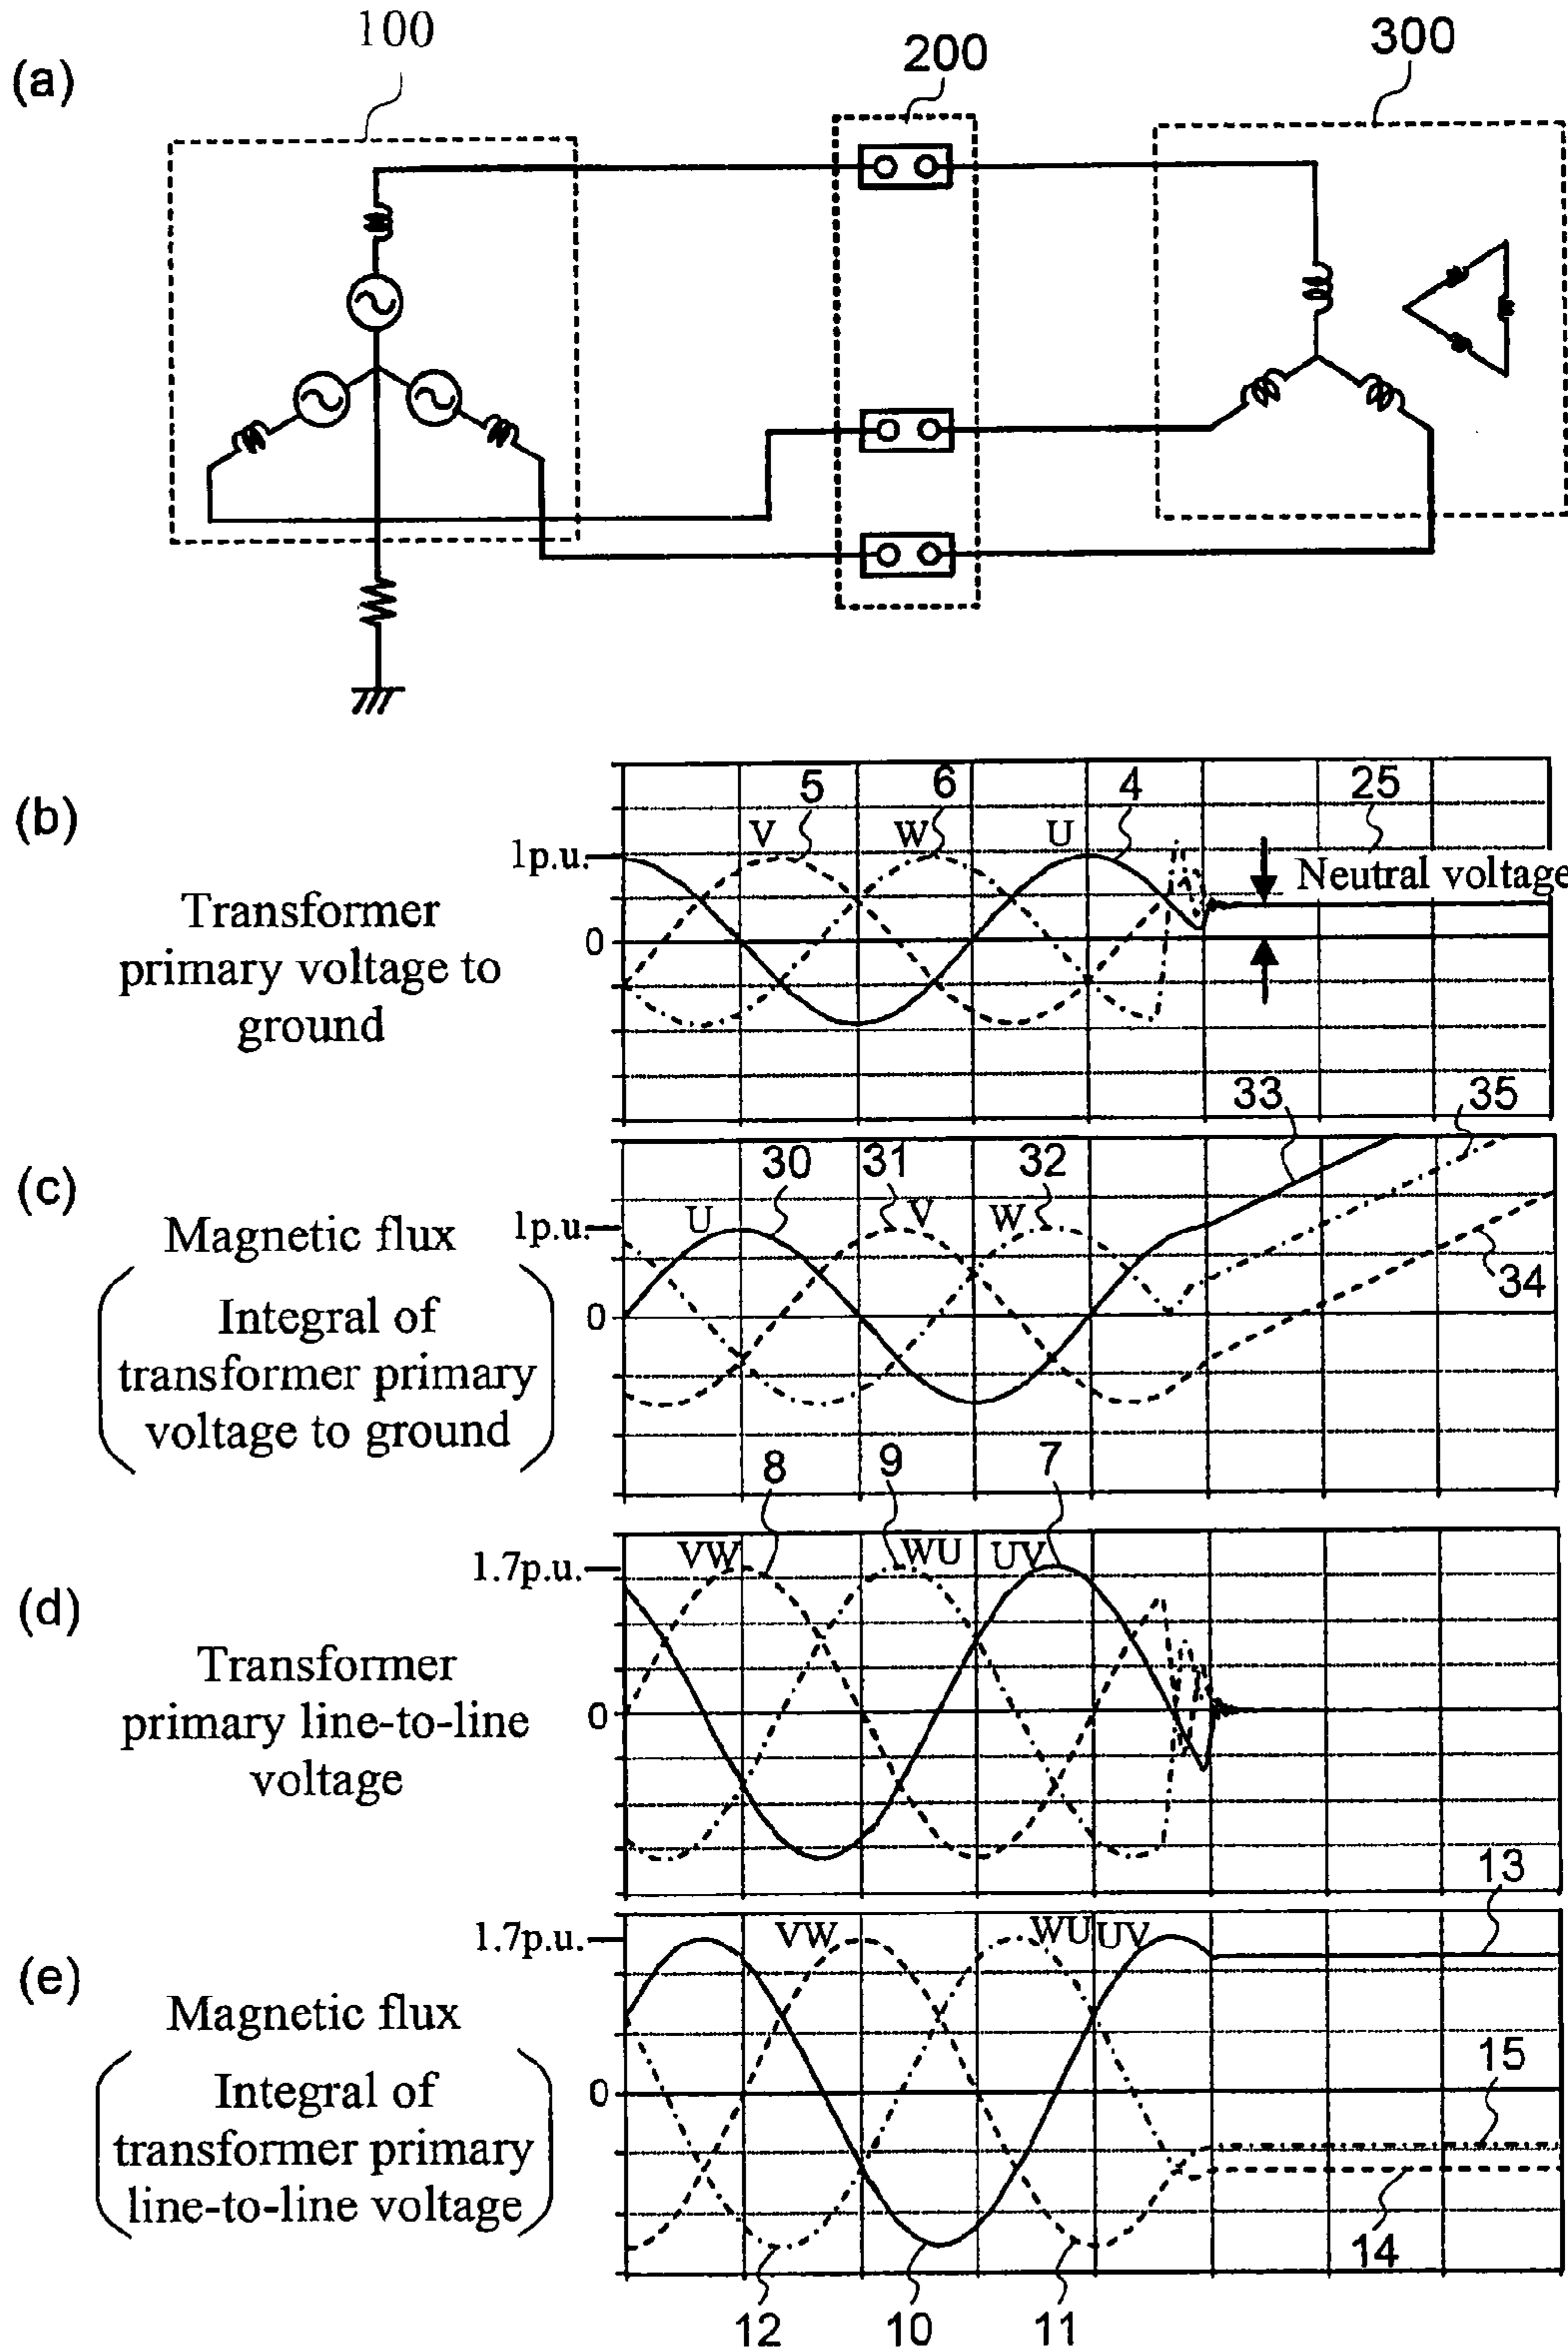 (a)
100
200
300
(b)
Transformer
primary voltage to
ground
1p.u.
0
V
5
W
6
U
4
25
Neutral voltage
(c)
Magnetic flux
Integral of
transformer primary
voltage to ground
1p.u.
0
U
30
31
V
W
32
33
35
34
(d)
Transformer
primary line-to-line
voltage
1.7p.u.
0
VW
8
9
WU
UV
7
(e)
Magnetic flux
Integral of
transformer primary
line-to-line voltage
1.7p.u.
0
VW
WU
UV
13
15
14
12
10
11